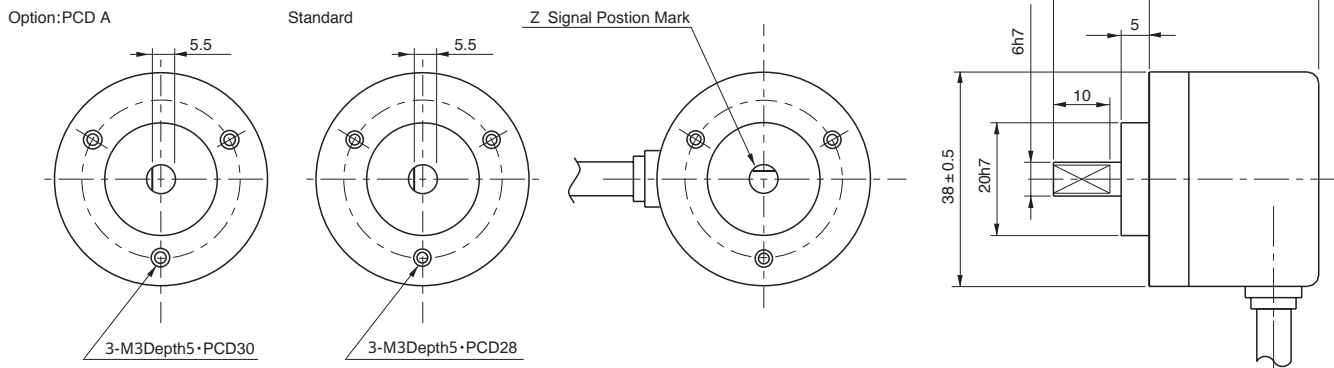 Option:PCD A
5.5
3-M3Depth5・PCD30
Standard
5.5
3-M3Depth5・PCD28
Z Signal Postion Mark
5
6h7
10
38±0.5
20h7